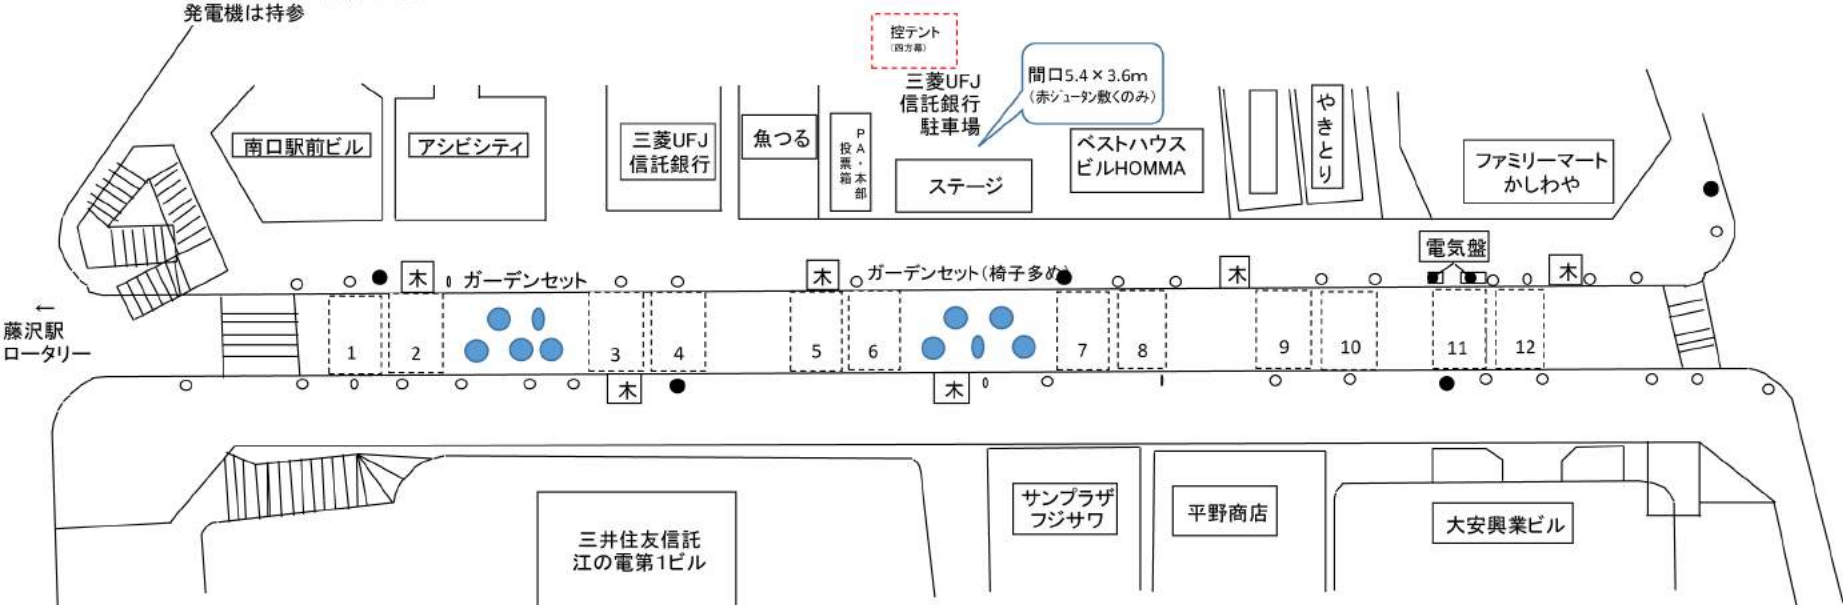 発電機は持参
控テント
(四方幕)
三菱UFJ
信託銀行
駐車場
間口5.4×3.6m
(赤ジュータン敷くのみ)
南口駅前ビル
アシビシティ
三菱UFJ
信託銀行
魚つる
PA・本部
投票箱
ステージ
ベストハウス
ビルHOMMA
やきとり
ファミリーマート
かしわや
電気盤
木
ガーデンセット
木
ガーデンセット(椅子多め)
木
木
←
藤沢駅
ロータリー
1
2
3
4
5
6
7
8
9
10
11
12
木
木
三井住友信託
江の電第1ビル
サンプラザ
フジサワ
平野商店
大安興業ビル